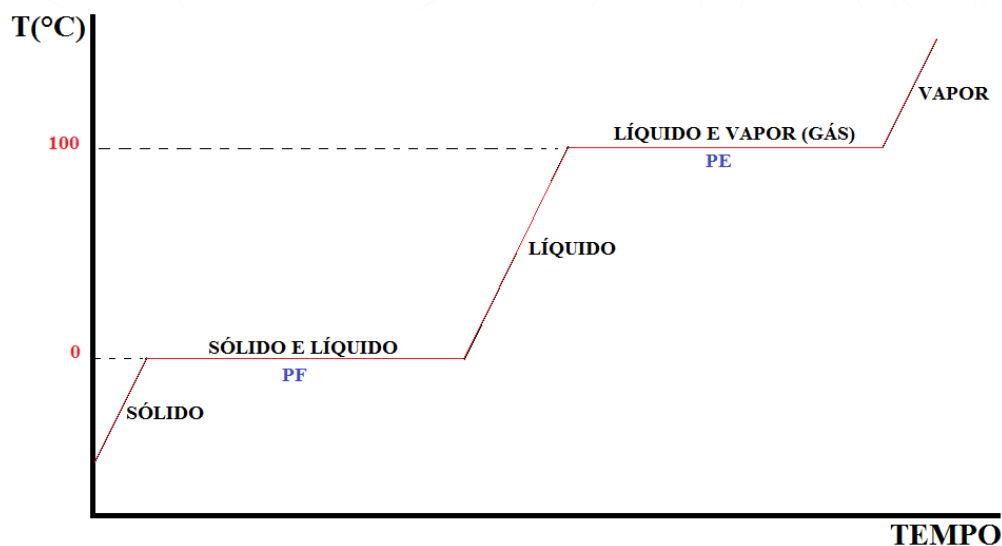 T(°C)
VAPOR
100
LÍQUIDO E VAPOR (GÁS)
PE
LÍQUIDO
0
SÓLIDO E LÍQUIDO
PF
SÓLIDO
TEMPO